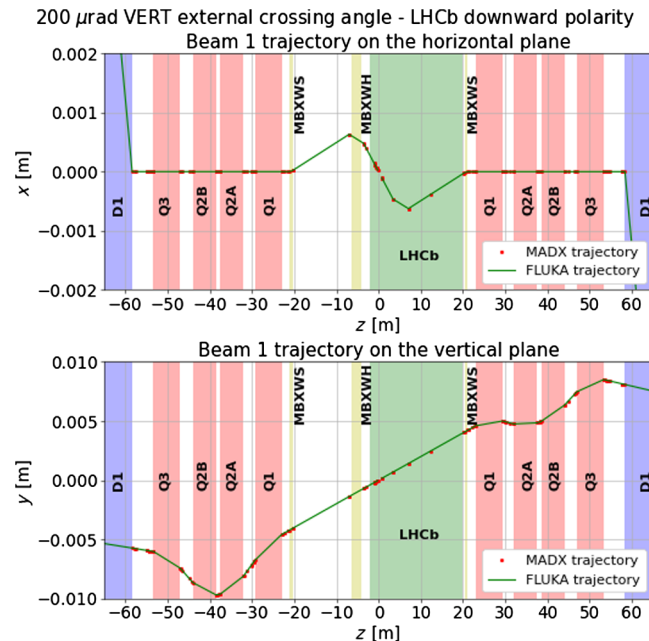 200 μrad VERT external crossing angle - LHCb downward polarity
Beam 1 trajectory on the horizontal plane
0.002
0.001
0.000
-0.001
-0.002
x [m]
D1
Q3
Q2B
Q2A
Q1
MBXWS
MBXWH
LHCb
MBXWS
Q1
Q2A
Q2B
Q3
D1
MADX trajectory
FLUKA trajectory
-60 -50 -40 -30 -20 -10 0 10 20 30 40 50 60
z [m]
Beam 1 trajectory on the vertical plane
0.010
0.005
0.000
-0.005
-0.010
y [m]
D1
Q3
Q2B
Q2A
Q1
MBXWS
MBXWH
LHCb
MBXWS
Q1
Q2A
Q2B
Q3
D1
MADX trajectory
FLUKA trajectory
-60 -50 -40 -30 -20 -10 0 10 20 30 40 50 60
z [m]